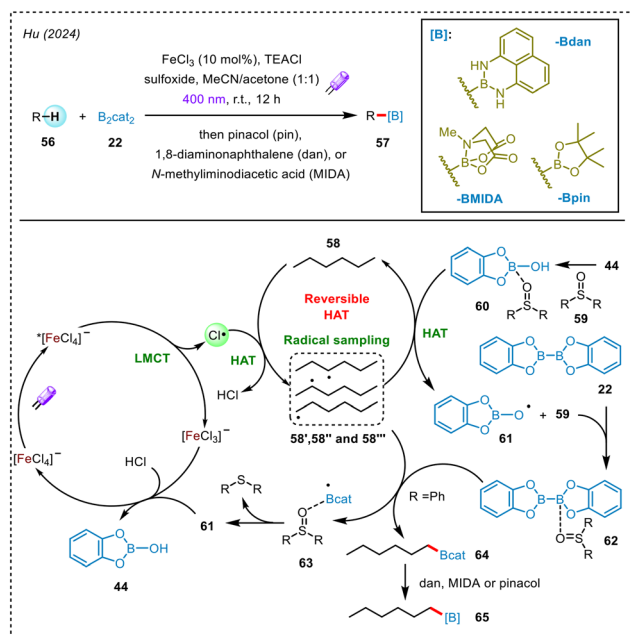 Hu (2024)
FeCl3 (10 mol%), TEACl
sulfoxide, MeCN/acetone (1:1)
400 nm, r.t., 12 h
R-H + B2cat2 R-[B]
56 22 57
then pinacol (pin),
1,8-diaminonaphthalene (dan), or
N-methyliminodiacetic acid (MIDA)
[B]:
-Bdan
HN
B
N
H
Me
N O
B O O
O
-BMIDA
O
B
O
-Bpin
58
Reversible
HAT
Radical sampling
58',58'' and 58'''
*[FeCl4]−
LMCT
Cl•
HAT
HCl
[FeCl3]−
[FeCl4]−
HCl
O
B-OH
O
44
61
S
R R
•
Bcat
O
S
R R
63
R =Ph
HAT
O
B-OH
O
60
O
S
R R
44
O
S
R R
59
O O
B-B
O O
22
O
B-O•
O
61
+ 59
O O
B-B
O O
O=S
R
R
62
Bcat
64
dan, MIDA or pinacol
[B]
65